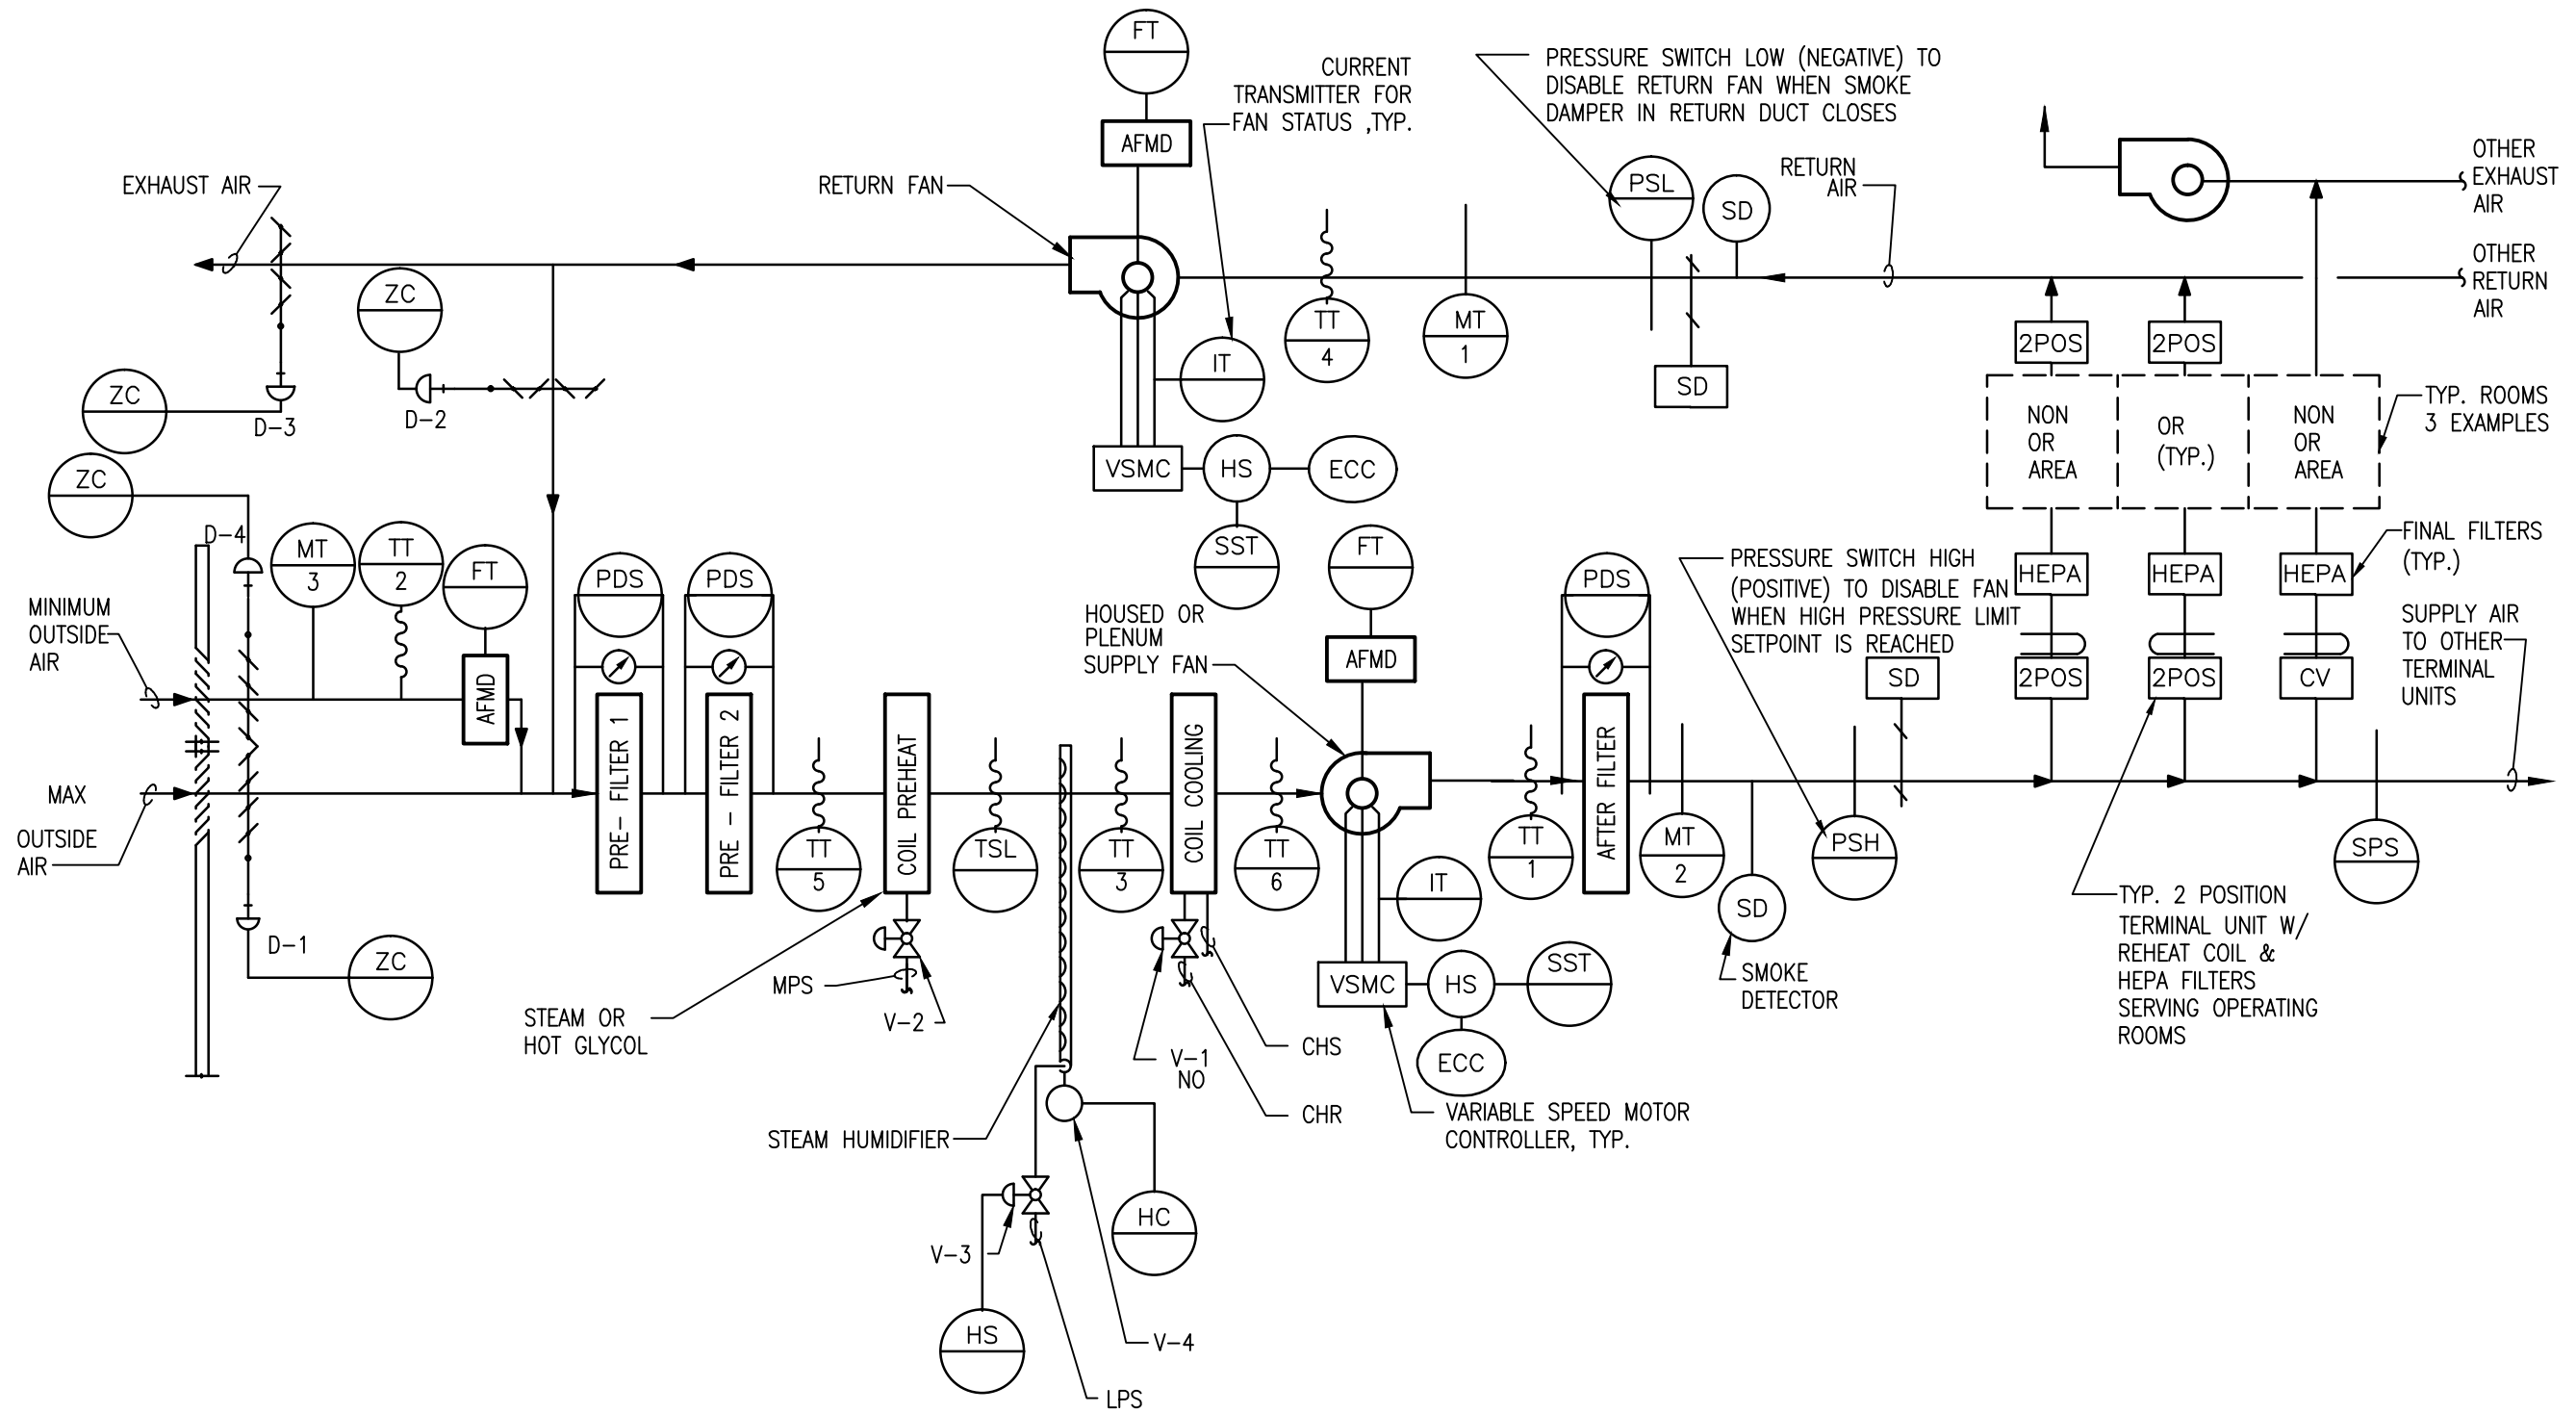 FT
CURRENT
TRANSMITTER FOR
FAN STATUS ,TYP.
AFMD
PRESSURE SWITCH LOW (NEGATIVE) TO
DISABLE RETURN FAN WHEN SMOKE
DAMPER IN RETURN DUCT CLOSES
EXHAUST AIR
RETURN FAN
PSL
SD
RETURN
AIR
OTHER
EXHAUST
AIR
OTHER
RETURN
AIR
ZC
D-2
ZC
D-3
IT
TT
4
MT
1
SD
2POS
2POS
NON
OR
AREA
OR
(TYP.)
NON
OR
AREA
TYP. ROOMS
3 EXAMPLES
VSMC
HS
ECC
SST
ZC
D-4
MT
3
TT
2
FT
AFMD
MINIMUM
OUTSIDE
AIR
MAX
OUTSIDE
AIR
PDS
PDS
PRE- FILTER 1
PRE - FILTER 2
TT
5
COIL PREHEAT
TSL
TT
3
COIL COOLING
TT
6
HOUSED OR
PLENUM
SUPPLY FAN
FT
AFMD
PDS
TT
1
AFTER FILTER
MT
2
PRESSURE SWITCH HIGH
(POSITIVE) TO DISABLE FAN
WHEN HIGH PRESSURE LIMIT
SETPOINT IS REACHED
SD
PSH
SD
SMOKE
DETECTOR
HEPA
HEPA
HEPA
FINAL FILTERS
(TYP.)
2POS
2POS
CV
SUPPLY AIR
TO OTHER
TERMINAL
UNITS
SPS
TYP. 2 POSITION
TERMINAL UNIT W/
REHEAT COIL &
HEPA FILTERS
SERVING OPERATING
ROOMS
D-1
ZC
STEAM OR
HOT GLYCOL
MPS
V-2
V-1
NO
CHS
CHR
IT
VSMC
HS
SST
ECC
VARIABLE SPEED MOTOR
CONTROLLER, TYP.
STEAM HUMIDIFIER
V-3
HC
HS
V-4
LPS